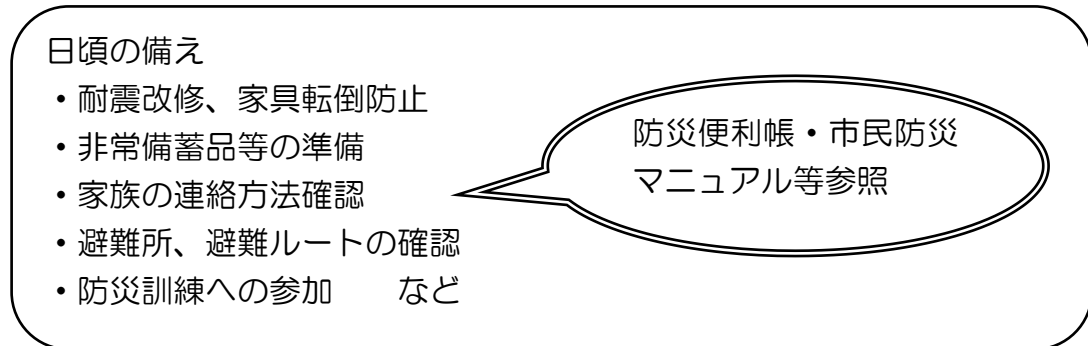 日頃の備え
・耐震改修、家具転倒防止
・非常備蓄品等の準備
・家族の連絡方法確認
・避難所、避難ルートの確認
・防災訓練への参加　　など
防災便利帳・市民防災
マニュアル等参照